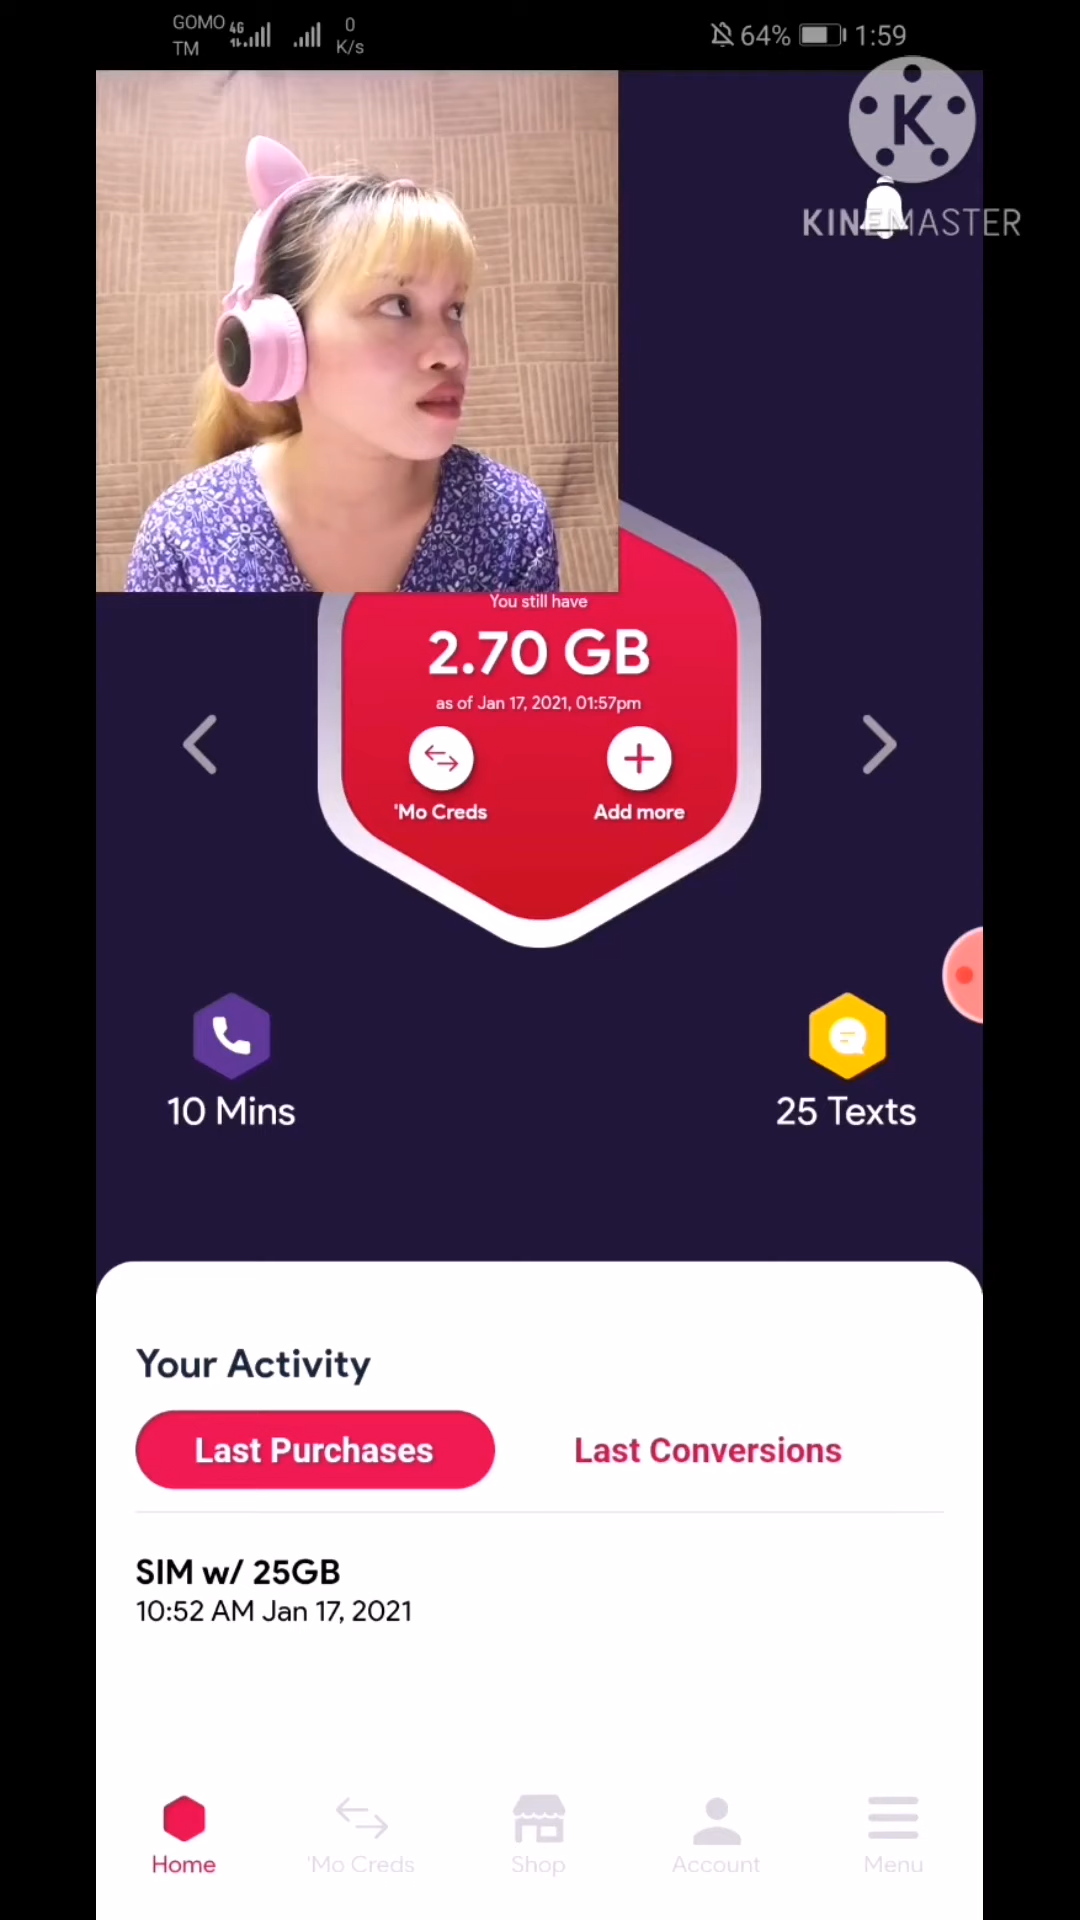 GOMO
TM
4G
0
K/s
64%
1:59
K
KINEMASTER
You still have
2.70 GB
as of Jan 17, 2021, 01:57pm
'Mo Creds
Add more
10 Mins
25 Texts
Your Activity
Last Purchases
Last Conversions
SIM w/ 25GB
10:52 AM Jan 17, 2021
Home
'Mo Creds
Shop
Account
Menu